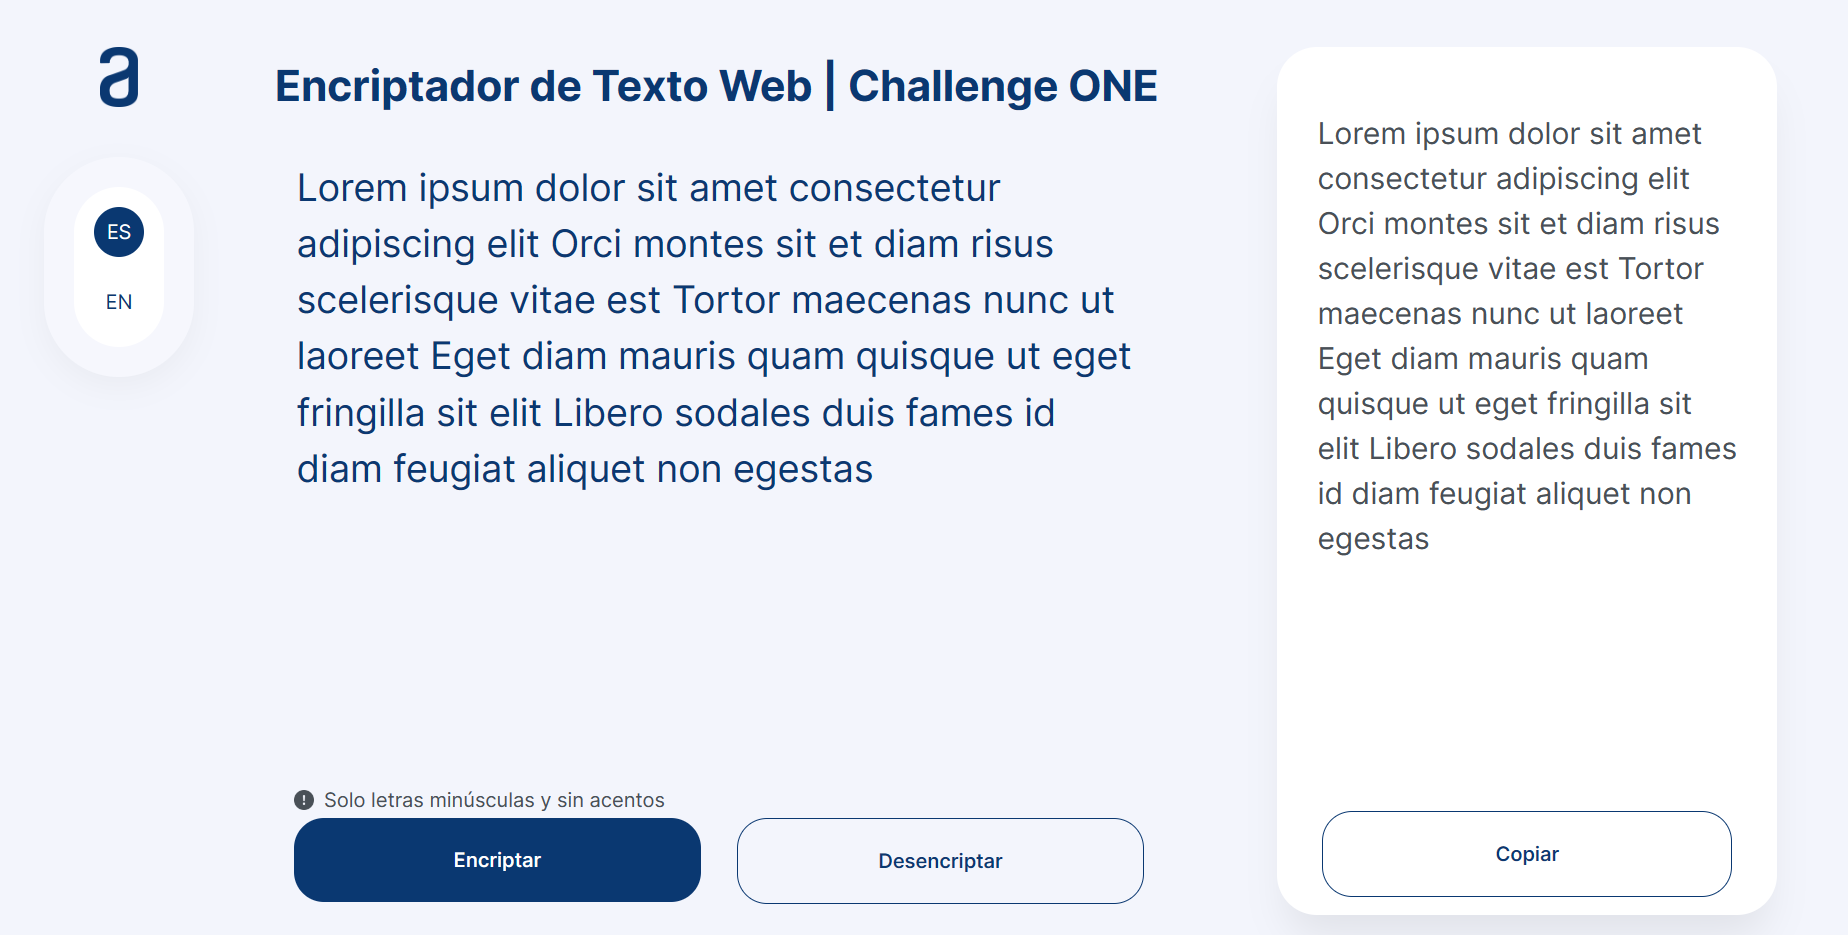 a
ES
EN
Encriptador de Texto Web | Challenge ONE
Lorem ipsum dolor sit amet consectetur
adipiscing elit Orci montes sit et diam risus
scelerisque vitae est Tortor maecenas nunc ut
laoreet Eget diam mauris quam quisque ut eget
fringilla sit elit Libero sodales duis fames id
diam feugiat aliquet non egestas
Solo letras minúsculas y sin acentos
Encriptar
Desencriptar
Lorem ipsum dolor sit amet
consectetur adipiscing elit
Orci montes sit et diam risus
scelerisque vitae est Tortor
maecenas nunc ut laoreet
Eget diam mauris quam
quisque ut eget fringilla sit
elit Libero sodales duis fames
id diam feugiat aliquet non
egestas
Copiar